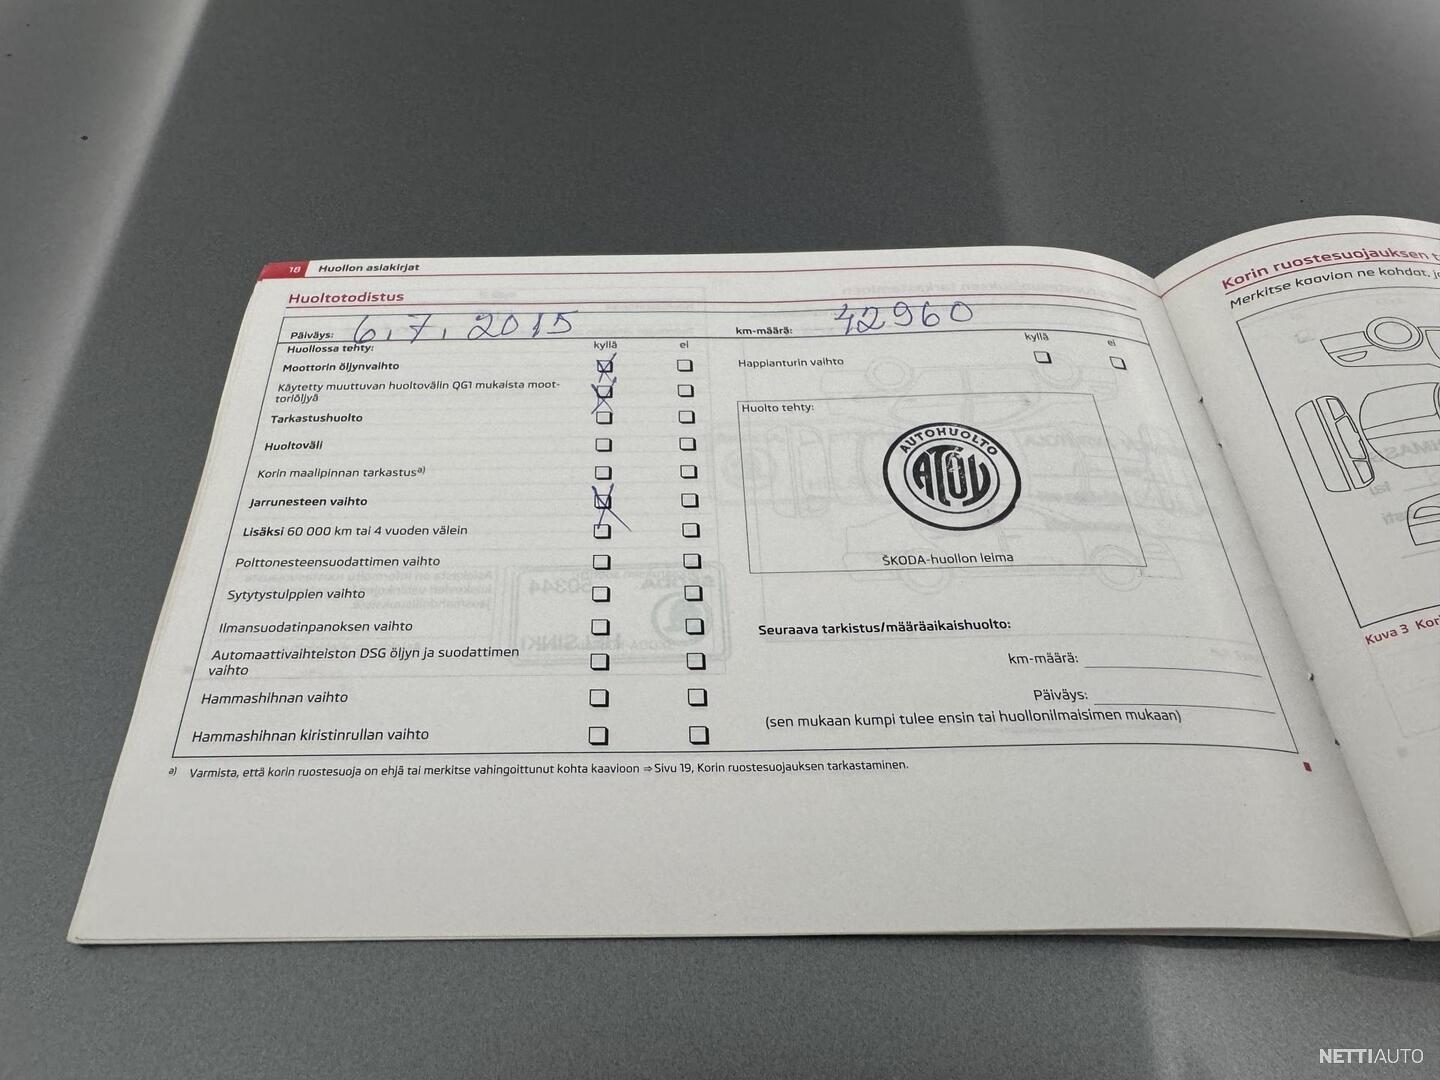 18 Huollon asiakirjat
Huoltotodistus
Päiväys: 6.7.2015 km-määrä: 42960
Huollossa tehty: kyllä ei
Moottorin öljynvaihto
Käytetty muuttuvan huoltovälin QG1 mukaista moot-
toriöljyä
Tarkastushuolto
Huoltoväli
Korin maalipinnan tarkastus a)
Jarrunesteen vaihto
Lisäksi 60 000 km tai 4 vuoden välein
Polttonesteensuodattimen vaihto
Sytytystulppien vaihto
Ilmansuodatinpanoksen vaihto
Automaattivaihteiston DSG öljyn ja suodattimen
vaihto
Hammashihnan vaihto
Hammashihnan kiristinrullan vaihto
kyllä ei
Happianturin vaihto
Huolto tehty:
AUTOHUOLTO
ŠKODA-huollon leima
Seuraava tarkistus/määräaikaishuolto:
km-määrä:
Päiväys:
(sen mukaan kumpi tulee ensin tai huollonilmaisimen mukaan)
a) Varmista, että korin ruostesuoja on ehjä tai merkitse vahingoittunut kohta kaavioon ⇒ Sivu 19, Korin ruostesuojauksen tarkastaminen.
Korin ruostesuojauksen
Merkitse kaavion ne kohdat,
Kuva 3
NETTIAUTO